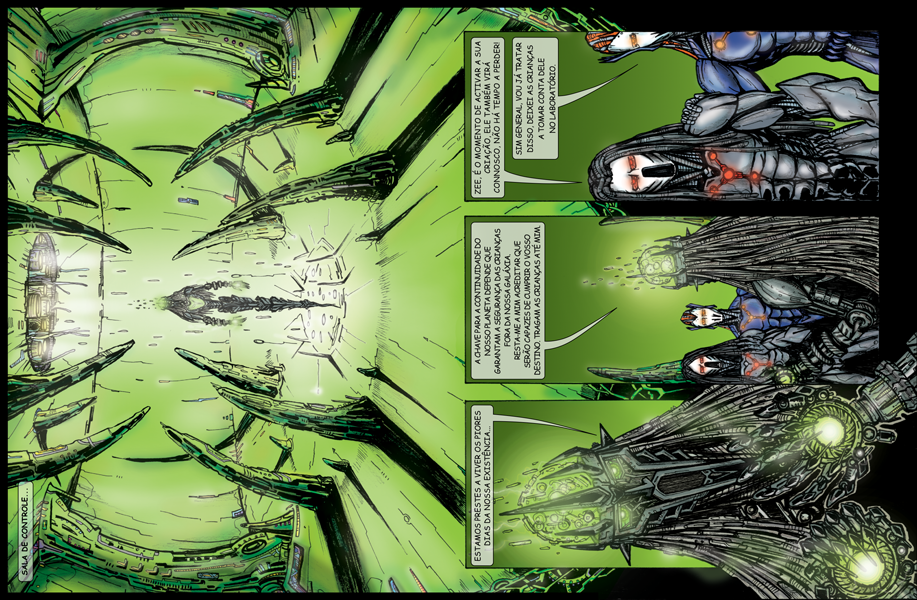 SALA DE CONTROLE...
ESTAMOS PRESTES A VIVER OS PIORES
DIAS DA NOSSA EXISTÊNCIA...
A CHAVE PARA A CONTINUIDADE DO
NOSSO PLANETA DEPENDE QUE
GARANTAM A SEGURANÇA DAS CRIANÇAS
FORA DA NOSSA GALÁXIA.
RESTA-ME A MIM ACREDITAR QUE
SERÃO CAPAZES DE CUMPRIR O VOSSO
DESTINO. TRAGAM AS CRIANÇAS ATÉ MIM.
ZEE, É O MOMENTO DE ACTIVAR A SUA
CRIAÇÃO, ELE TAMBÉM VIRÁ
CONNOSCO, NÃO HÁ TEMPO A PERDER!
SIM GENERAL, VOU JÁ TRATAR
DISSO, DEIXEI AS CRIANÇAS
A TOMAR CONTA DELE
NO LABORATÓRIO.